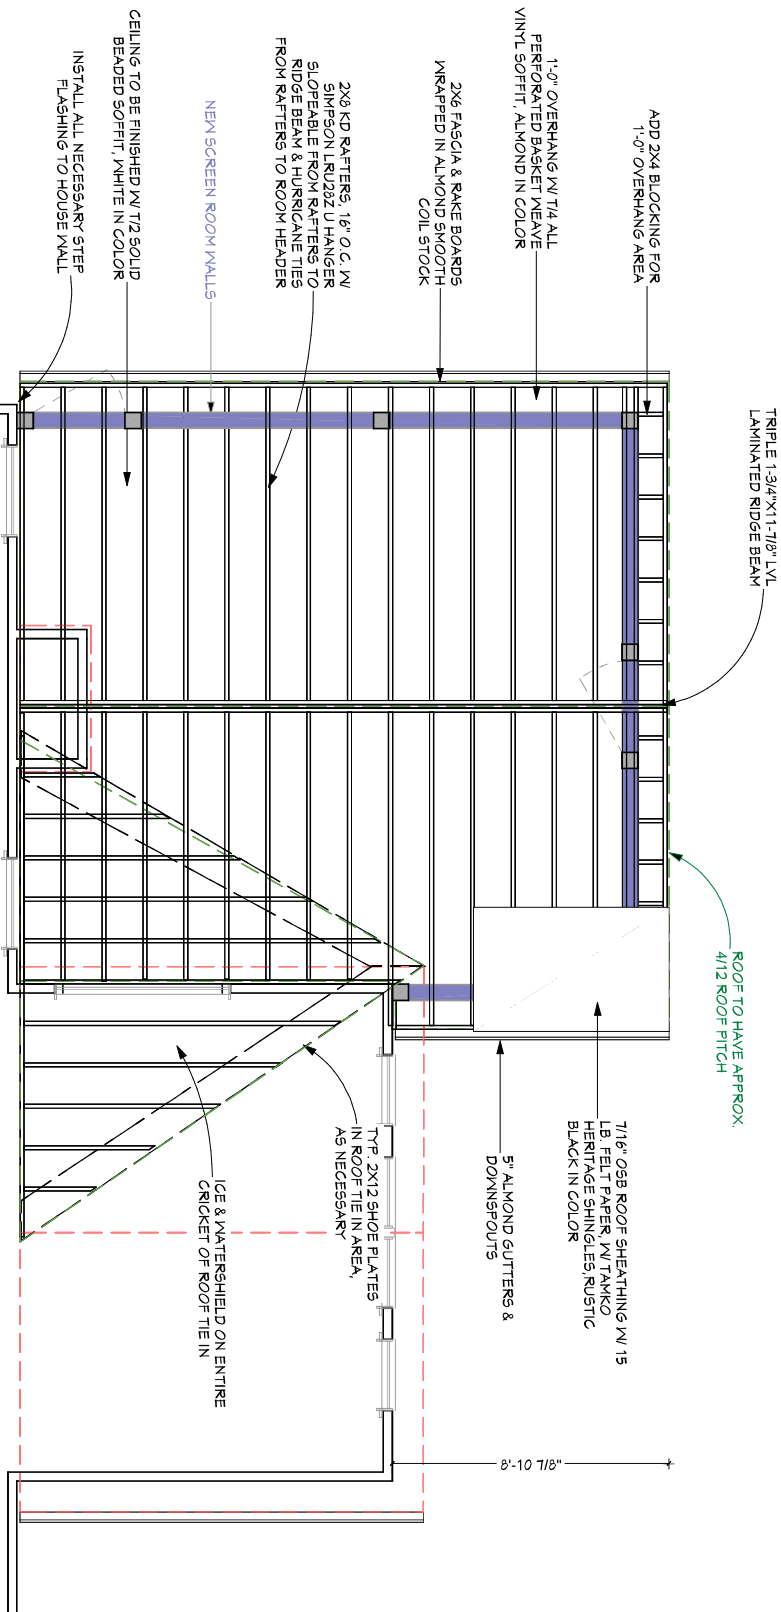 ADD 2X4 BLOCKING FOR
1'-0" OVERHANG AREA
1'-0" OVERHANG W/ T/4 ALL
PERFORATED BASKET WEAVE
VINYL SOFFIT, ALMOND IN COLOR
2X6 FASCIA & RAKE BOARDS
WRAPPED IN ALMOND SMOOTH
COIL STOCK
2X8 KD RAFTERS, 16" O.C. W/
SIMPSON LRU28Z U HANGER
SLOPEABLE FROM RAFTERS TO
RIDGE BEAM & HURRICANE TIES
FROM RAFTERS TO ROOM HEADER
NEW SCREEN ROOM WALLS
CEILING TO BE FINISHED W/ T/2 SOLID
BEADED SOFFIT, WHITE IN COLOR
INSTALL ALL NECESSARY STEP
FLASHING TO HOUSE WALL
TRIPLE 1-3/4"X11-7/8" LVL
LAMINATED RIDGE BEAM
ROOF TO HAVE APPROX.
4/12 ROOF PITCH
7/16" OSB ROOF SHEATHING W/ 15
LB. FELT PAPER, W/ TAMKO
HERITAGE SHINGLES,RUSTIC
BLACK IN COLOR
5" ALMOND GUTTERS &
DOWNSPOUTS
TYP. 2X12 SHOE PLATES
IN ROOF TIE IN AREA,
AS NECESSARY
ICE & WATERSHIELD ON ENTIRE
CRICKET OF ROOF TIE IN
8'-10 7/8"